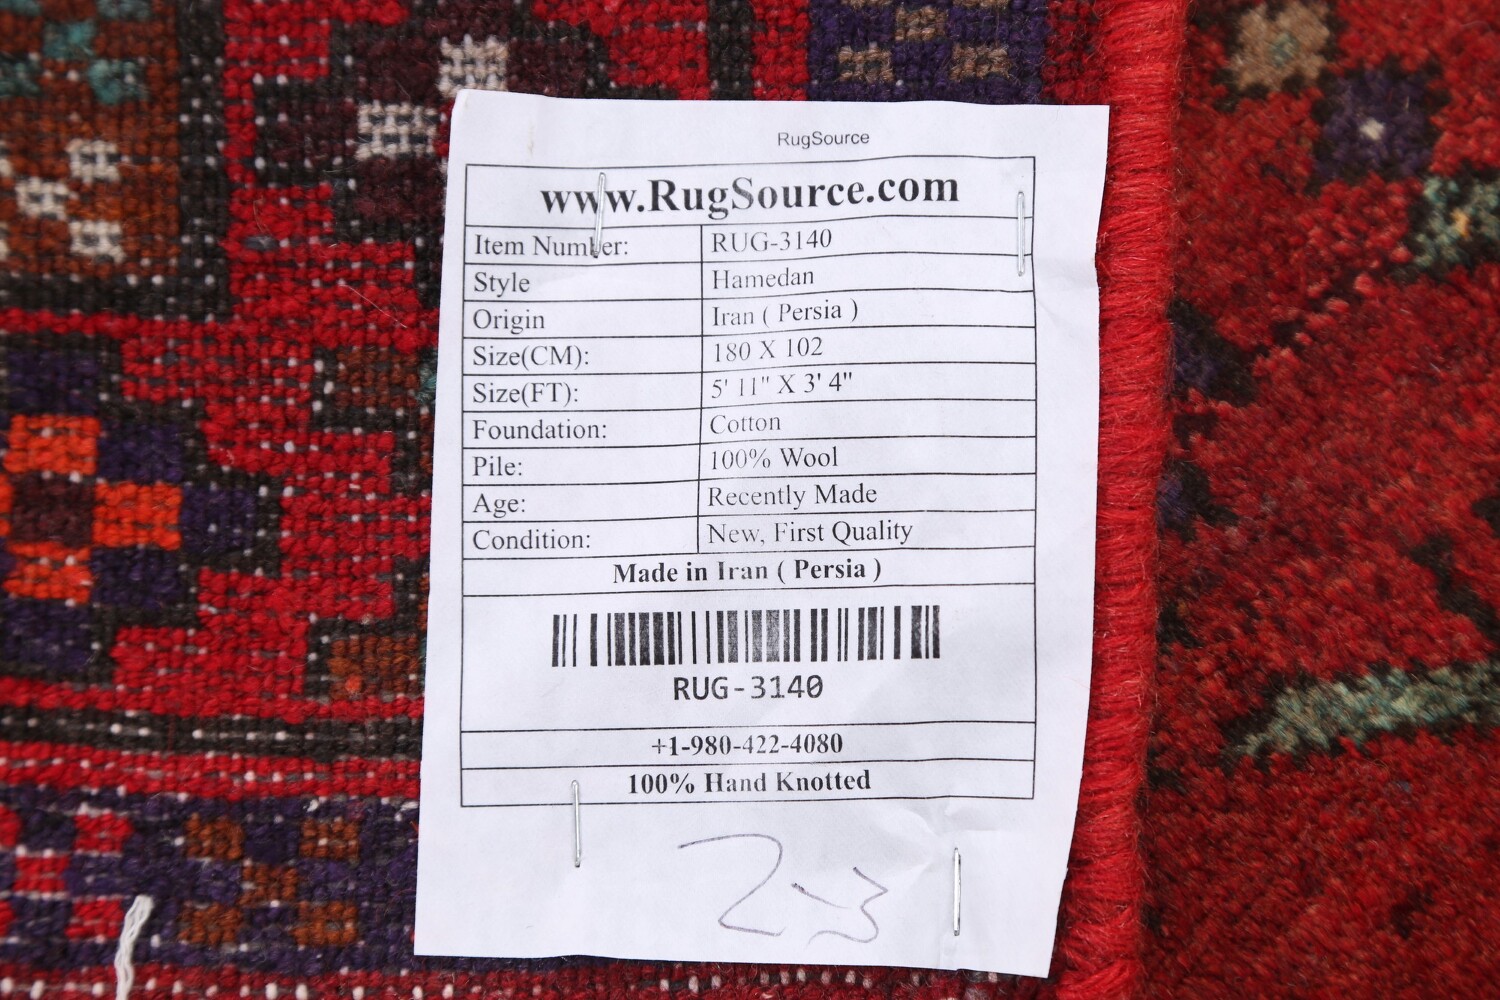 RugSource
www.RugSource.com
Item Number: RUG-3140
Style Hamedan
Origin Iran ( Persia )
Size(CM): 180 X 102
Size(FT): 5' 11" X 3' 4"
Foundation: Cotton
Pile: 100% Wool
Age: Recently Made
Condition: New, First Quality
Made in Iran ( Persia )
RUG-3140
+1-980-422-4080
100% Hand Knotted
2-3